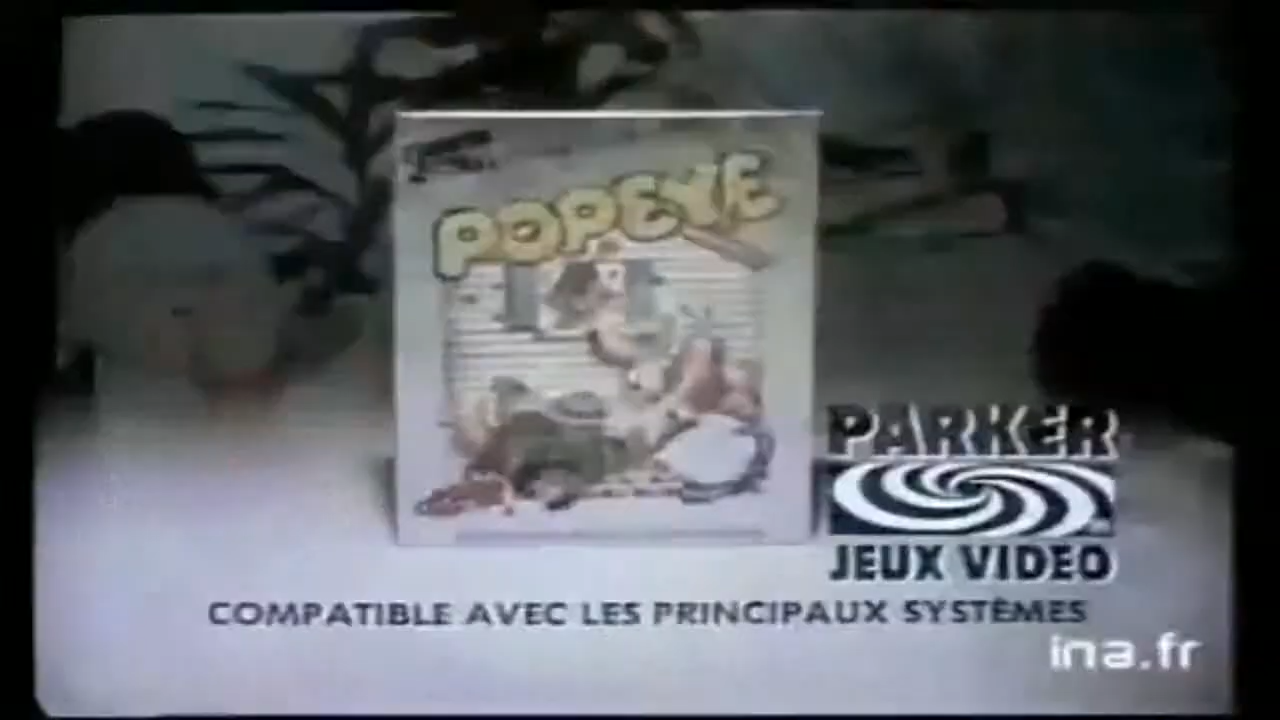 POPEYE
PARKER
JEUX VIDEO
COMPATIBLE AVEC LES PRINCIPAUX SYSTÈMES
ina.fr